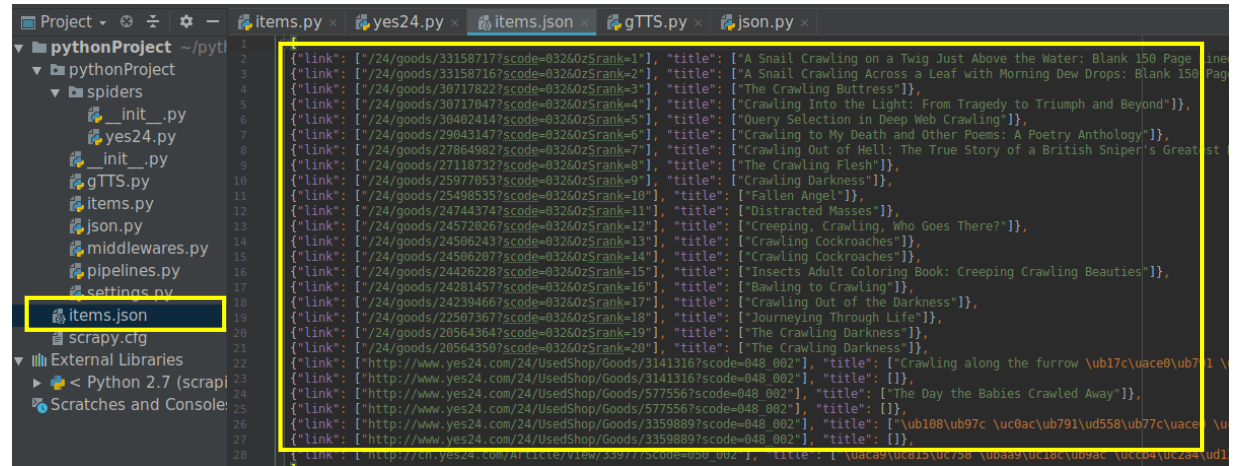 Project
items.py × yes24.py × items.json × gTTS.py × json.py ×
pythonProject ~/pyth
pythonProject
spiders
__init__.py
yes24.py
__init__.py
gTTS.py
items.py
json.py
middlewares.py
pipelines.py
settings.py
items.json
scrapy.cfg
External Libraries
< Python 2.7 (scrapi
Scratches and Console
1 [
2 {"link": ["/24/goods/33158717?scode=032&OzSrank=1"], "title": ["A Snail Crawling on a Twig Just Above the Water: Blank 150 Page Lined
3 {"link": ["/24/goods/33158716?scode=032&OzSrank=2"], "title": ["A Snail Crawling Across a Leaf with Morning Dew Drops: Blank 150 Page
4 {"link": ["/24/goods/30717822?scode=032&OzSrank=3"], "title": ["The Crawling Buttress"]},
5 {"link": ["/24/goods/30717047?scode=032&OzSrank=4"], "title": ["Crawling Into the Light: From Tragedy to Triumph and Beyond"]},
6 {"link": ["/24/goods/30402414?scode=032&OzSrank=5"], "title": ["Query Selection in Deep Web Crawling"]},
7 {"link": ["/24/goods/29043147?scode=032&OzSrank=6"], "title": ["Crawling to My Death and Other Poems: A Poetry Anthology"]},
8 {"link": ["/24/goods/27864982?scode=032&OzSrank=7"], "title": ["Crawling Out of Hell: The True Story of a British Sniper's Greatest
9 {"link": ["/24/goods/27118732?scode=032&OzSrank=8"], "title": ["The Crawling Flesh"]},
10 {"link": ["/24/goods/25977053?scode=032&OzSrank=9"], "title": ["Crawling Darkness"]},
11 {"link": ["/24/goods/25498535?scode=032&OzSrank=10"], "title": ["Fallen Angel"]},
12 {"link": ["/24/goods/24744374?scode=032&OzSrank=11"], "title": ["Distracted Masses"]},
13 {"link": ["/24/goods/24572026?scode=032&OzSrank=12"], "title": ["Creeping, Crawling, Who Goes There?"]},
14 {"link": ["/24/goods/24506243?scode=032&OzSrank=13"], "title": ["Crawling Cockroaches"]},
15 {"link": ["/24/goods/24506207?scode=032&OzSrank=14"], "title": ["Crawling Cockroaches"]},
16 {"link": ["/24/goods/24426228?scode=032&OzSrank=15"], "title": ["Insects Adult Coloring Book: Creeping Crawling Beauties"]},
17 {"link": ["/24/goods/24281457?scode=032&OzSrank=16"], "title": ["Bawling to Crawling"]},
18 {"link": ["/24/goods/24239466?scode=032&OzSrank=17"], "title": ["Crawling Out of the Darkness"]},
19 {"link": ["/24/goods/22507367?scode=032&OzSrank=18"], "title": ["Journeying Through Life"]},
20 {"link": ["/24/goods/20564364?scode=032&OzSrank=19"], "title": ["The Crawling Darkness"]},
21 {"link": ["/24/goods/20564350?scode=032&OzSrank=20"], "title": ["The Crawling Darkness"]},
22 {"link": ["http://www.yes24.com/24/UsedShop/Goods/3141316?scode=048_002"], "title": ["Crawling along the furrow \ub17c\uace0\ub791
23 {"link": ["http://www.yes24.com/24/UsedShop/Goods/3141316?scode=048_002"], "title": []},
24 {"link": ["http://www.yes24.com/24/UsedShop/Goods/577556?scode=048_002"], "title": ["The Day the Babies Crawled Away"]},
25 {"link": ["http://www.yes24.com/24/UsedShop/Goods/577556?scode=048_002"], "title": []},
26 {"link": ["http://www.yes24.com/24/UsedShop/Goods/3359889?scode=048_002"], "title": ["\ub108\ub97c \uc0ac\ub791\ud558\ub77c\uace0
27 {"link": ["http://www.yes24.com/24/UsedShop/Goods/3359889?scode=048_002"], "title": []},
28 {"link": ["http://ch.yes24.com/Article/View/33977?Scode=050_002"], "title": ["